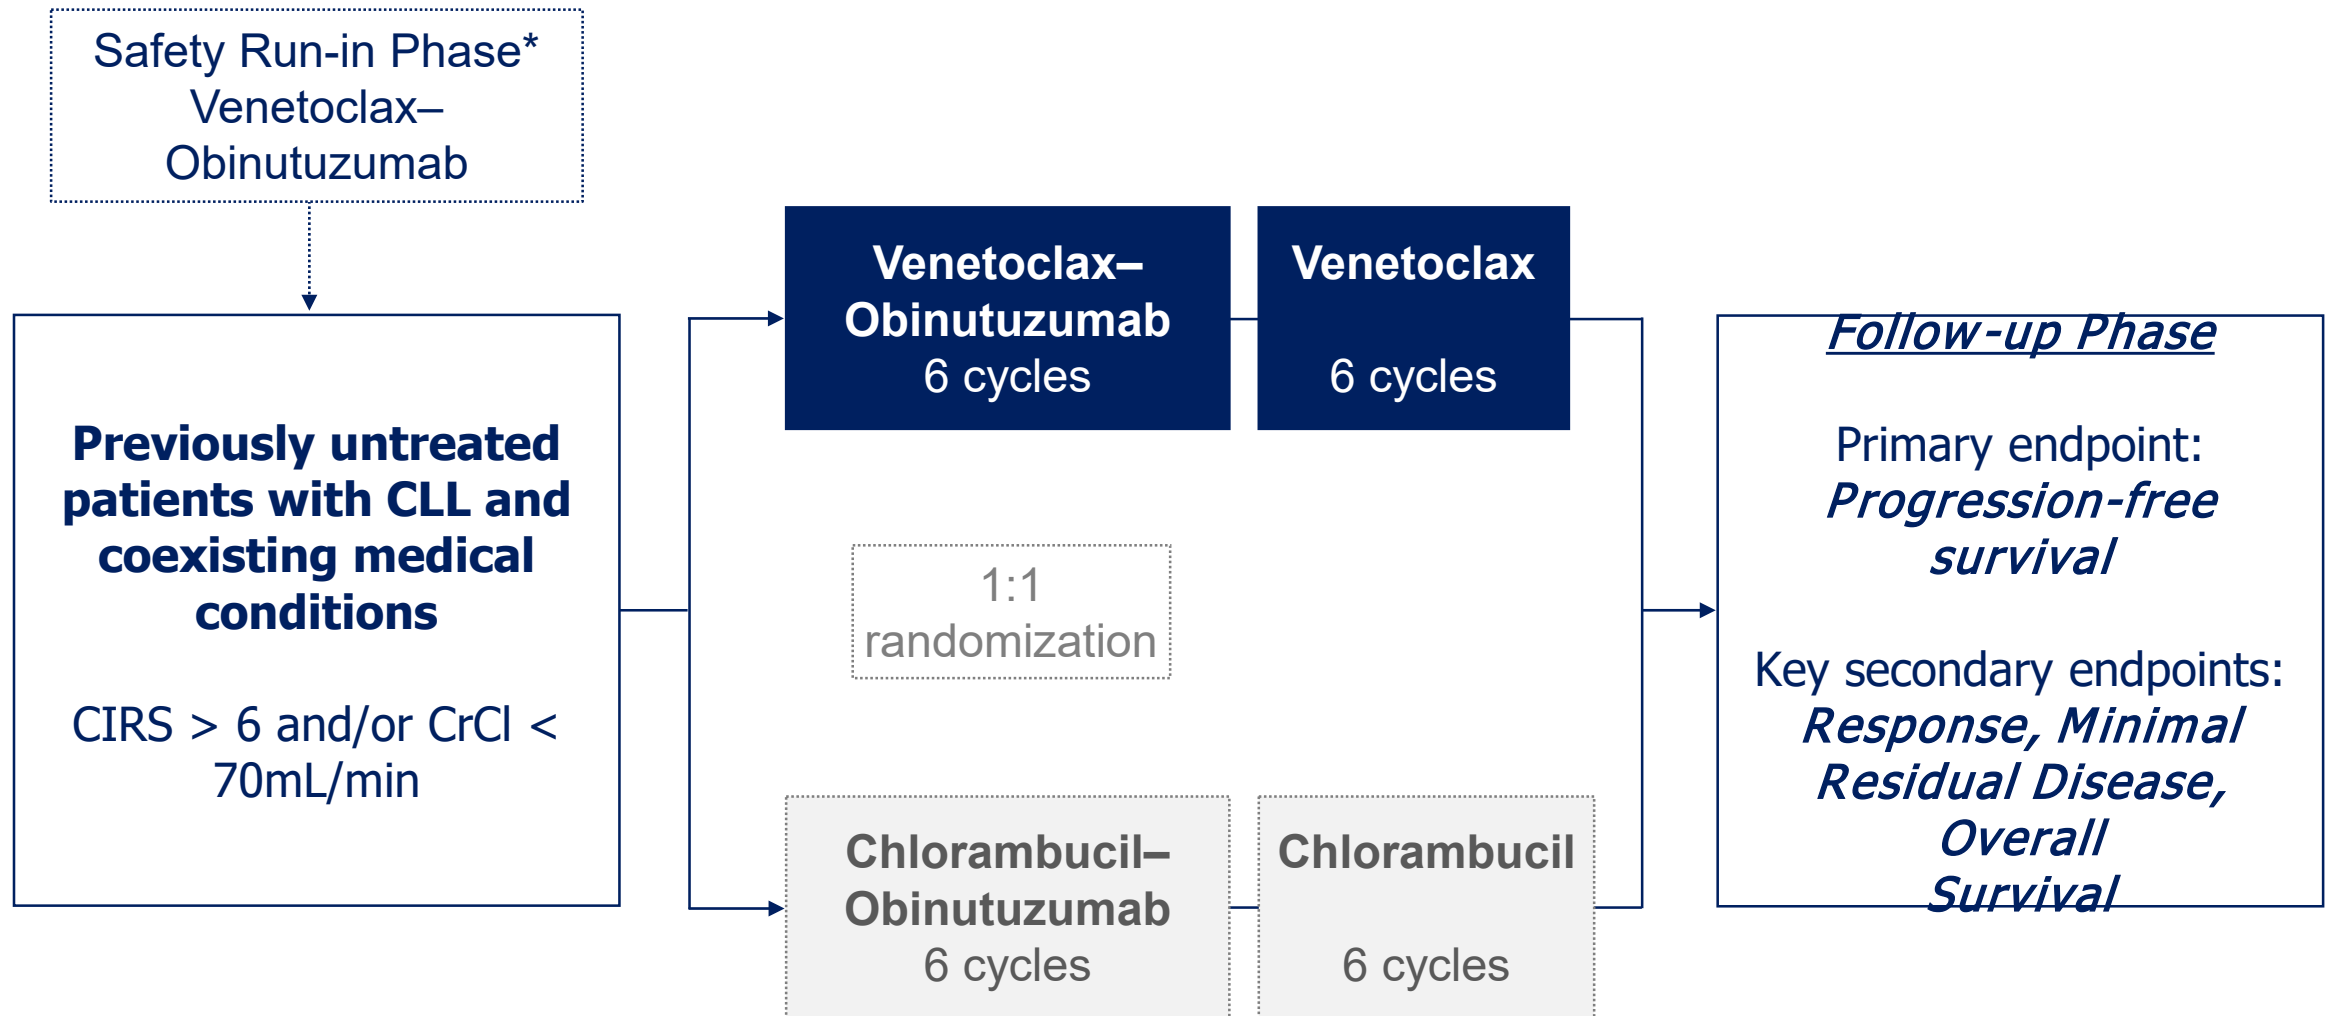 Safety Run-in Phase*
Venetoclax–
Obinutuzumab
Previously untreated
patients with CLL and
coexisting medical
conditions
CIRS > 6 and/or CrCl <
70mL/min
Venetoclax–
Obinutuzumab
6 cycles
Venetoclax
6 cycles
1:1
randomization
Chlorambucil–
Obinutuzumab
6 cycles
Chlorambucil
6 cycles
Follow-up Phase
Primary endpoint:
Progression-free
survival
Key secondary endpoints:
Response, Minimal
Residual Disease,
Overall
Survival